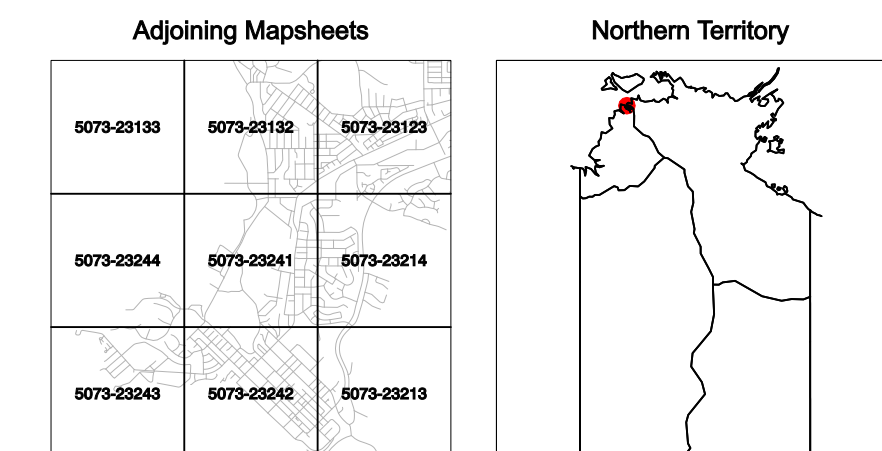 Adjoining Mapsheets
Northern Territory
5073-23133 5073-23132 5073-23123
5073-23244 5073-23241 5073-23214
5073-23243 5073-23242 5073-23213